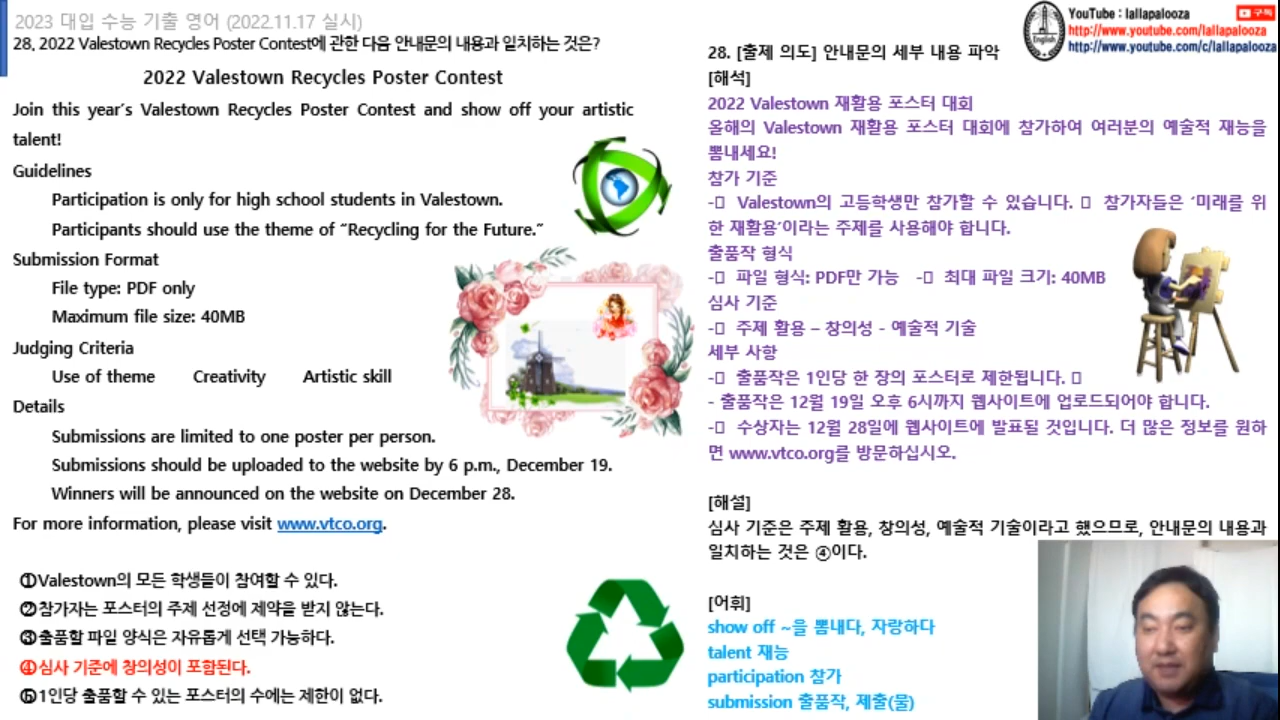 2023 대입 수능 기출 영어 (2022.11.17 실시)
28, 2022 Valestown Recycles Poster Contest에 관한 다음 안내문의 내용과 일치하는 것은?
2022 Valestown Recycles Poster Contest
Join this year's Valestown Recycles Poster Contest and show off your artistic
talent!
Guidelines
Participation is only for high school students in Valestown.
Participants should use the theme of "Recycling for the Future."
Submission Format
File type: PDF only
Maximum file size: 40MB
Judging Criteria
Use of theme Creativity Artistic skill
Details
Submissions are limited to one poster per person.
Submissions should be uploaded to the website by 6 p.m., December 19.
Winners will be announced on the website on December 28.
For more information, please visit www.vtco.org.
①Valestown의 모든 학생들이 참여할 수 있다.
②참가자는 포스터의 주제 선정에 제약을 받지 않는다.
③출품할 파일 양식은 자유롭게 선택 가능하다.
④심사 기준에 창의성이 포함된다.
⑤1인당 출품할 수 있는 포스터의 수에는 제한이 없다.
English
YouTube : lallapalooza
구독
http://www.youtube.com/lallapalooza
http://www.youtube.com/c/lallapalooza
28. [출제 의도] 안내문의 세부 내용 파악
[해석]
2022 Valestown 재활용 포스터 대회
올해의 Valestown 재활용 포스터 대회에 참가하여 여러분의 예술적 재능을
뽐내세요!
참가 기준
-▯ Valestown의 고등학생만 참가할 수 있습니다. ▯ 참가자들은 '미래를 위
한 재활용'이라는 주제를 사용해야 합니다.
출품작 형식
-▯ 파일 형식: PDF만 가능 -▯ 최대 파일 크기: 40MB
심사 기준
-▯ 주제 활용 – 창의성 - 예술적 기술
세부 사항
-▯ 출품작은 1인당 한 장의 포스터로 제한됩니다. ▯
- 출품작은 12월 19일 오후 6시까지 웹사이트에 업로드되어야 합니다.
-▯ 수상자는 12월 28일에 웹사이트에 발표될 것입니다. 더 많은 정보를 원하
면 www.vtco.org를 방문하십시오.
[해설]
심사 기준은 주제 활용, 창의성, 예술적 기술이라고 했으므로, 안내문의 내용과
일치하는 것은 ④이다.
[어휘]
show off ~을 뽐내다, 자랑하다
talent 재능
participation 참가
submission 출품작, 제출(물)